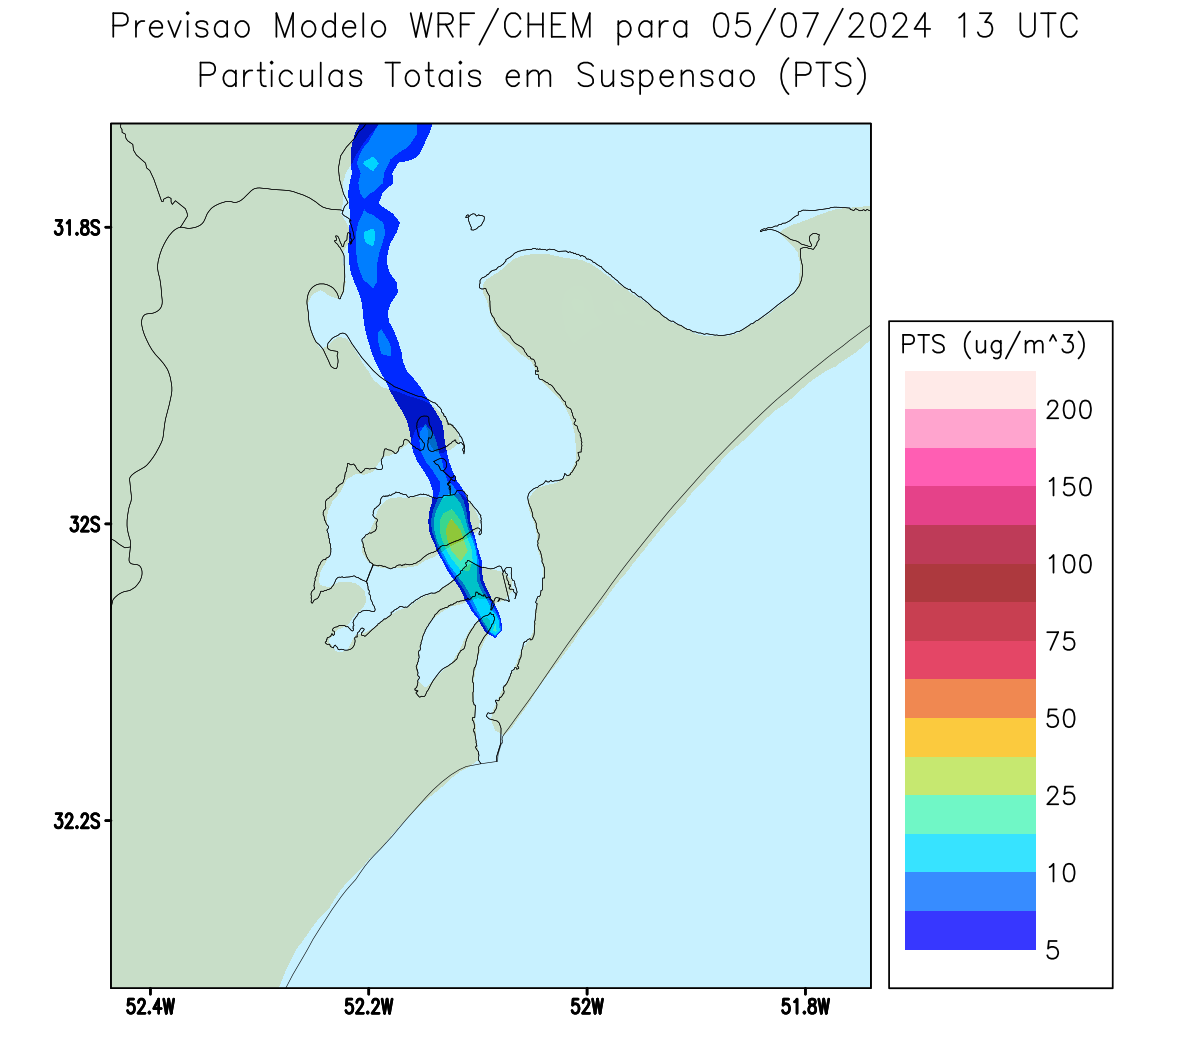 Previsao Modelo WRF/CHEM para 05/07/2024 13 UTC
Particulas Totais em Suspensao (PTS)
31.8S
32S
32.2S
52.4W
52.2W
52W
51.8W
PTS (ug/m^3)
200
150
100
75
50
25
10
5